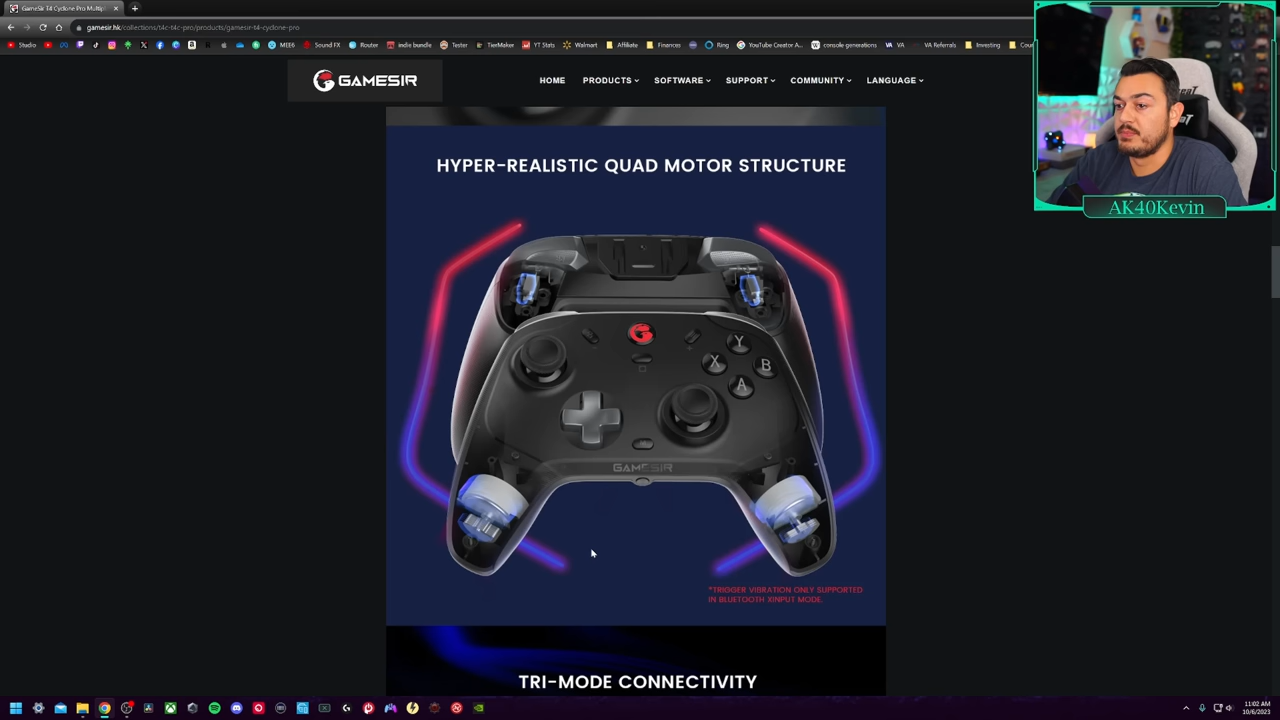 GameSir T4 Cyclone Pro Multipl
gamesir.hk/collections/t4c-t4c-pro/products/gamesir-t4-cyclone-pro
Studio
MEE6
Sound FX
Router
indie bundle
Tester
TierMaker
YT Stats
Walmart
Affiliate
Finances
Ring
YouTube Creator A...
console generations
VA
VA Referrals
Investing
GAMESIR
HOME
PRODUCTS
SOFTWARE
SUPPORT
COMMUNITY
LANGUAGE
AK40Kevin
HYPER-REALISTIC QUAD MOTOR STRUCTURE
Y
X
B
A
GAMESIR
*TRIGGER VIBRATION ONLY SUPPORTED
IN BLUETOOTH XINPUT MODE.
TRI-MODE CONNECTIVITY
11:02 AM
10/6/2023